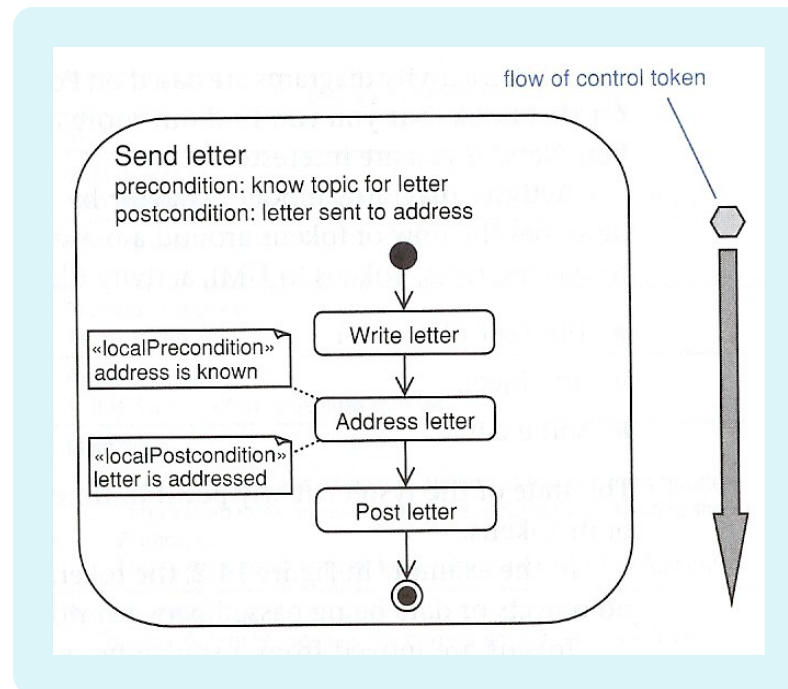 flow of control token
Send letter
precondition: know topic for letter
postcondition: letter sent to address
Write letter
«localPrecondition»
address is known
Address letter
«localPostcondition»
letter is addressed
Post letter